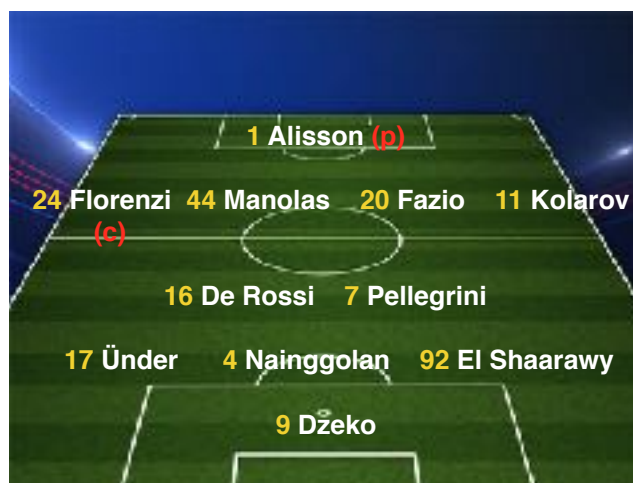 1 Alisson (p)
24 Florenzi 44 Manolas 20 Fazio 11 Kolarov
(c)
16 De Rossi 7 Pellegrini
17 Ünder 4 Nainggolan 92 El Shaarawy
9 Dzeko